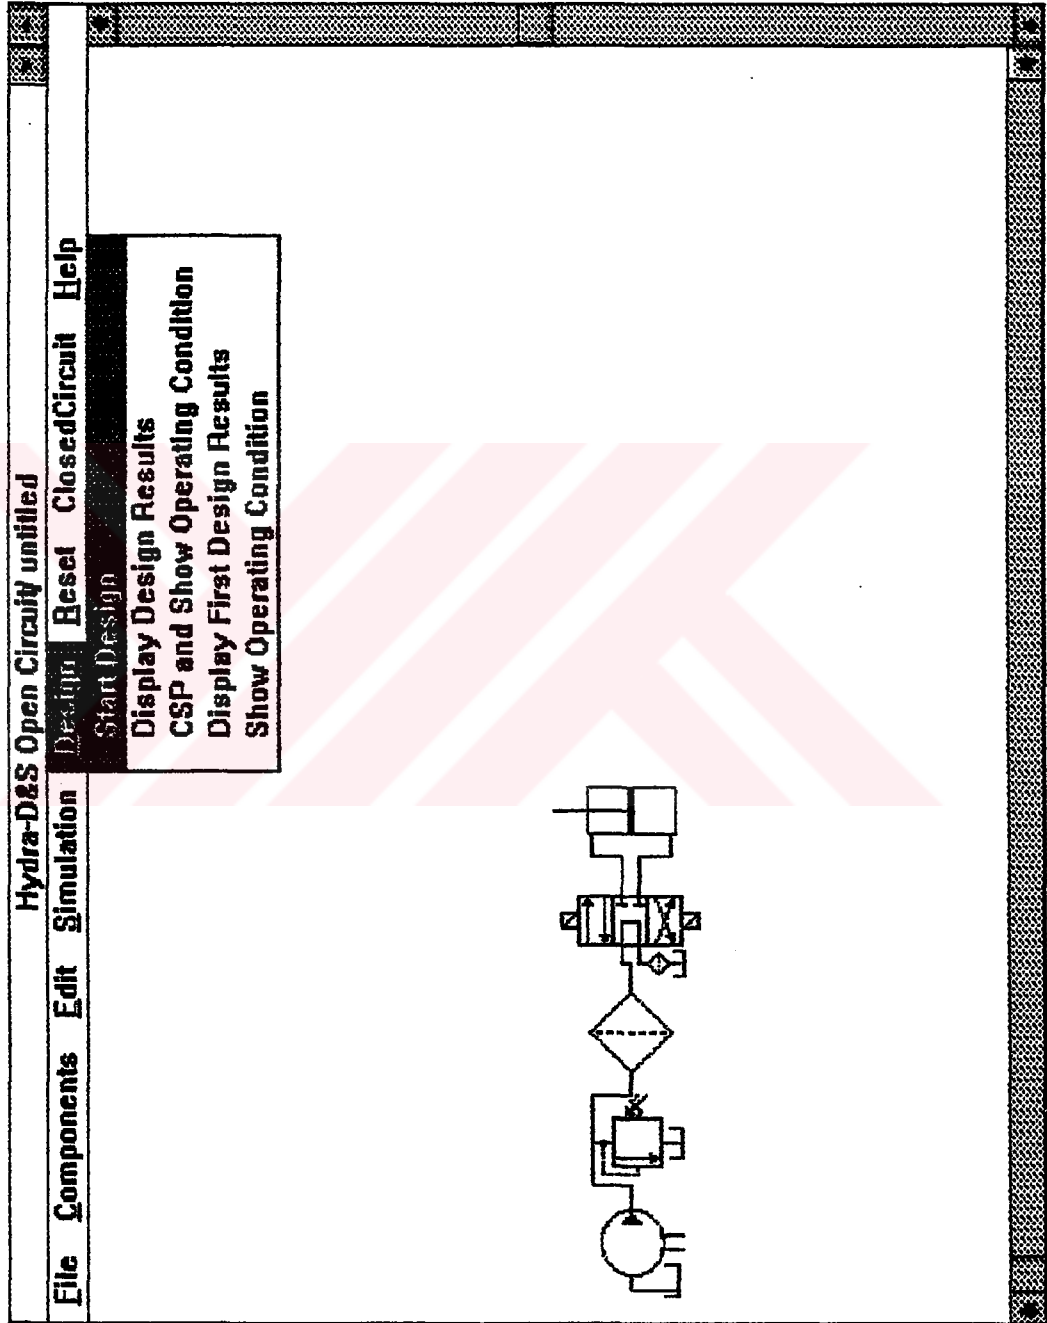 Hydra-D&S Open Circuit/ untitled
File Components Edit Simulation Design Reset ClosedCircuit Help
Start Design
Display Design Results
CSP and Show Operating Condition
Display First Design Results
Show Operating Condition